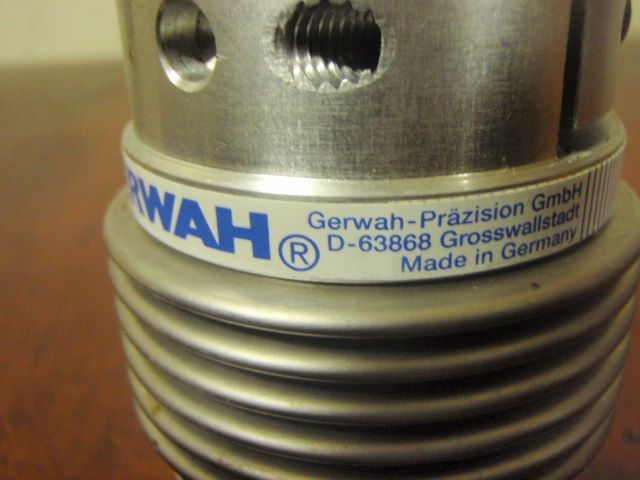 RWAH®
Gerwah-Präzision GmbH
D-63868 Grosswallstadt
Made in Germany